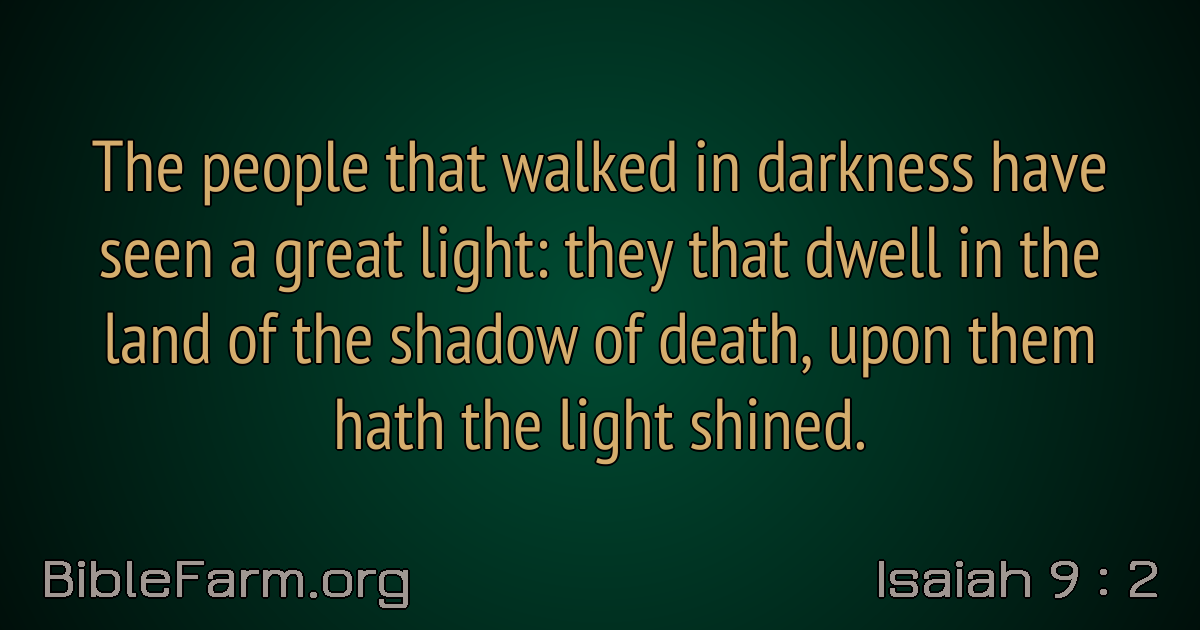 The people that walked in darkness have
seen a great light: they that dwell in the
land of the shadow of death, upon them
hath the light shined.
BibleFarm.org
Isaiah 9 : 2